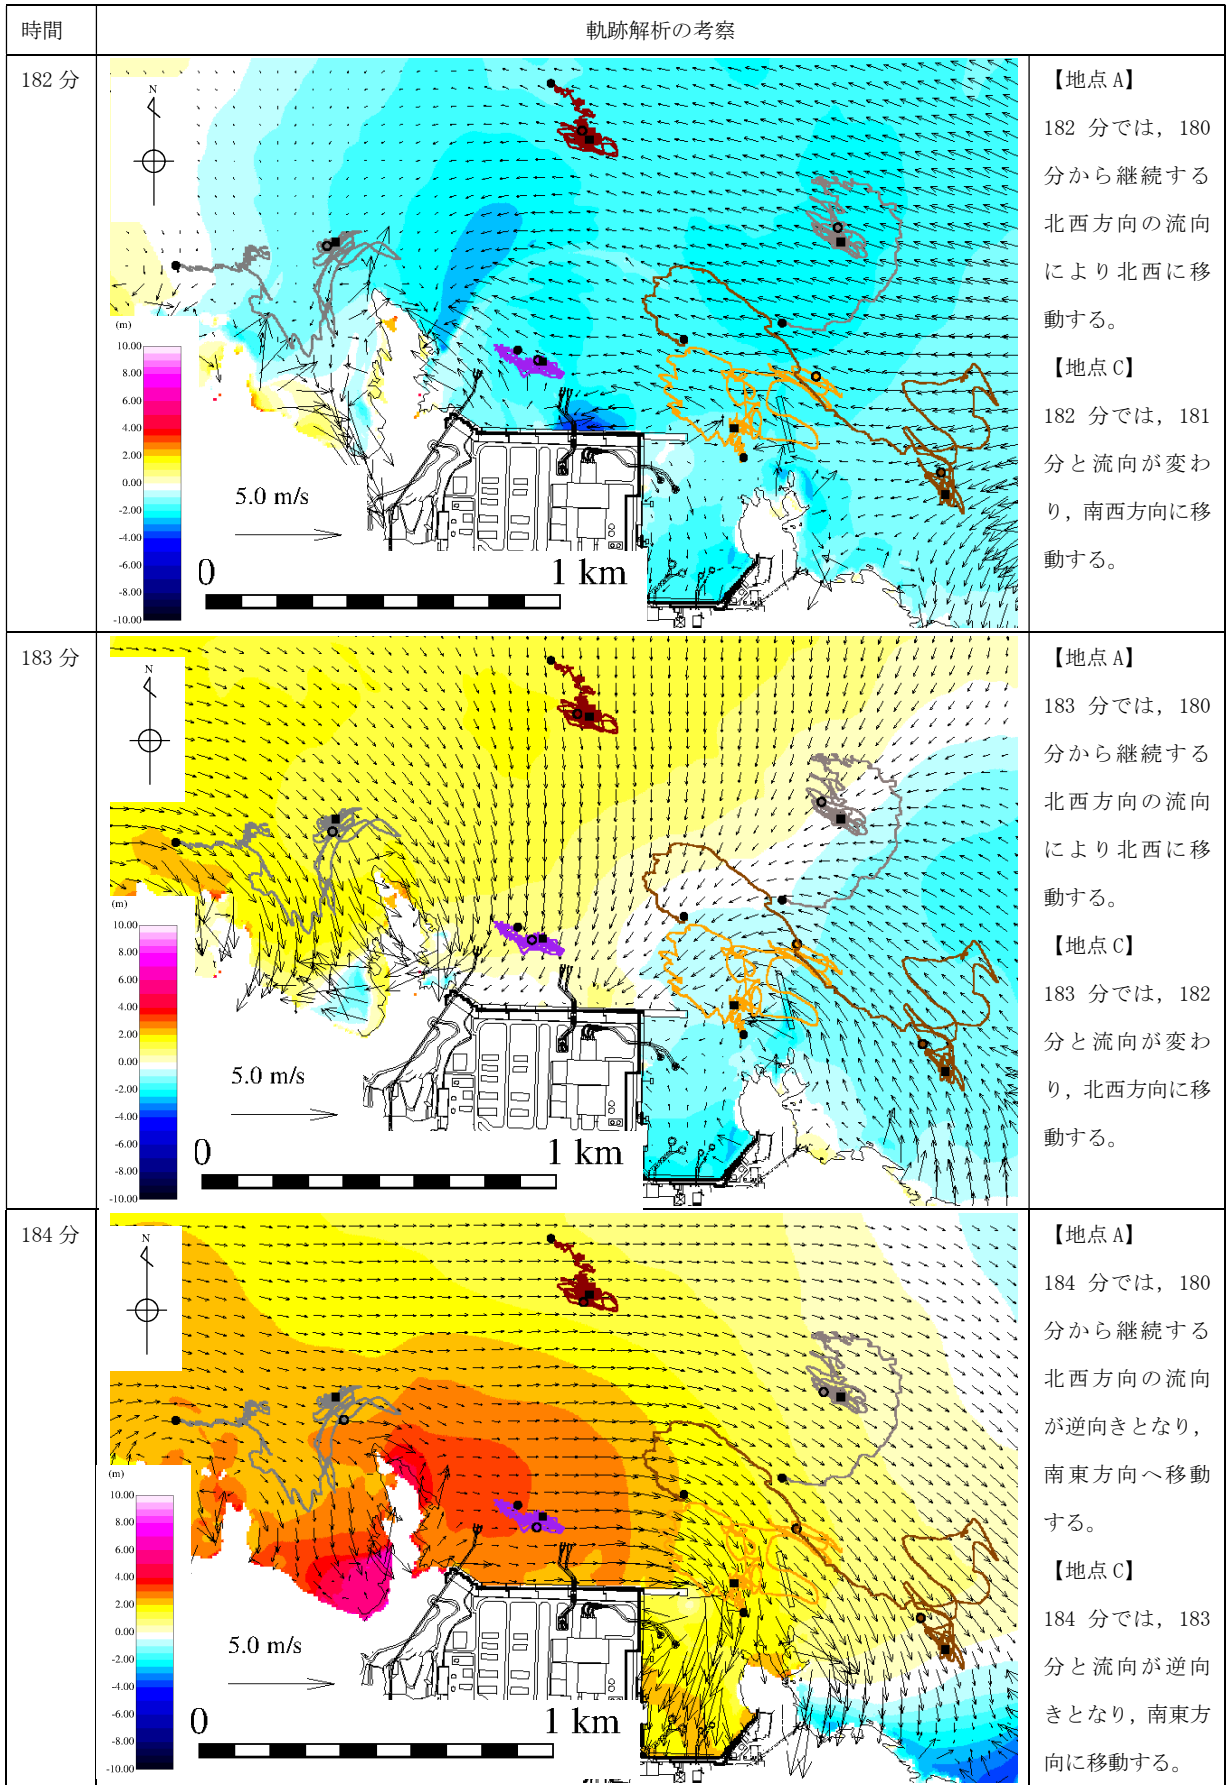 時間
軌跡解析の考察
182 分
N
(m)
10.00
8.00
6.00
4.00
2.00
0.00
-2.00
-4.00
-6.00
-8.00
-10.00
5.0 m/s
0
1 km
【地点 A】
182 分では，180
分から継続する
北西方向の流向
により北西に移
動する。
【地点 C】
182 分では，181
分と流向が変わ
り，南西方向に移
動する。
183 分
N
(m)
10.00
8.00
6.00
4.00
2.00
0.00
-2.00
-4.00
-6.00
-8.00
-10.00
5.0 m/s
0
1 km
【地点 A】
183 分では，180
分から継続する
北西方向の流向
により北西に移
動する。
【地点 C】
183 分では，182
分と流向が変わ
り，北西方向に移
動する。
184 分
N
(m)
10.00
8.00
6.00
4.00
2.00
0.00
-2.00
-4.00
-6.00
-8.00
-10.00
5.0 m/s
0
1 km
【地点 A】
184 分では，180
分から継続する
北西方向の流向
が逆向きとなり，
南東方向へ移動
する。
【地点 C】
184 分では，183
分と流向が逆向
きとなり，南東方
向に移動する。